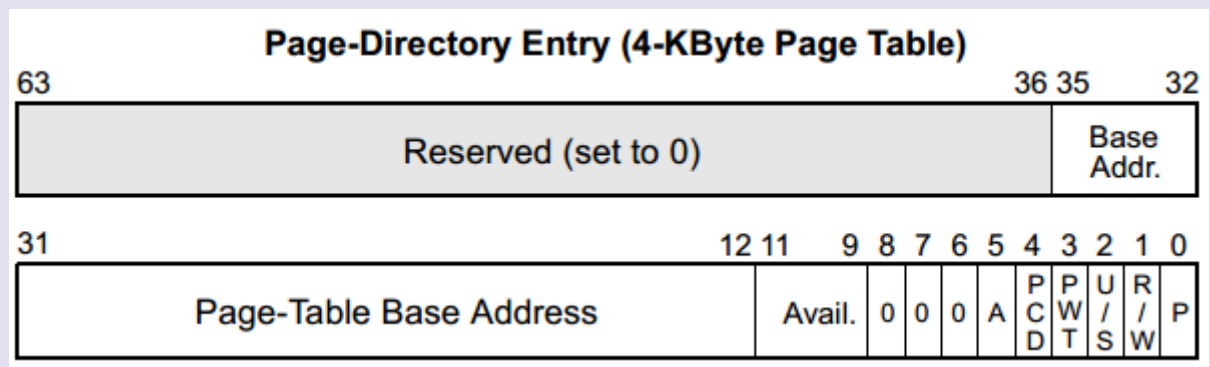 Page-Directory Entry (4-KByte Page Table)
63 36 35 32
Reserved (set to 0) Base
Addr.
31 12 11 9 8 7 6 5 4 3 2 1 0
Page-Table Base Address Avail. 0 0 0 A PCD PWT U/S R/W P